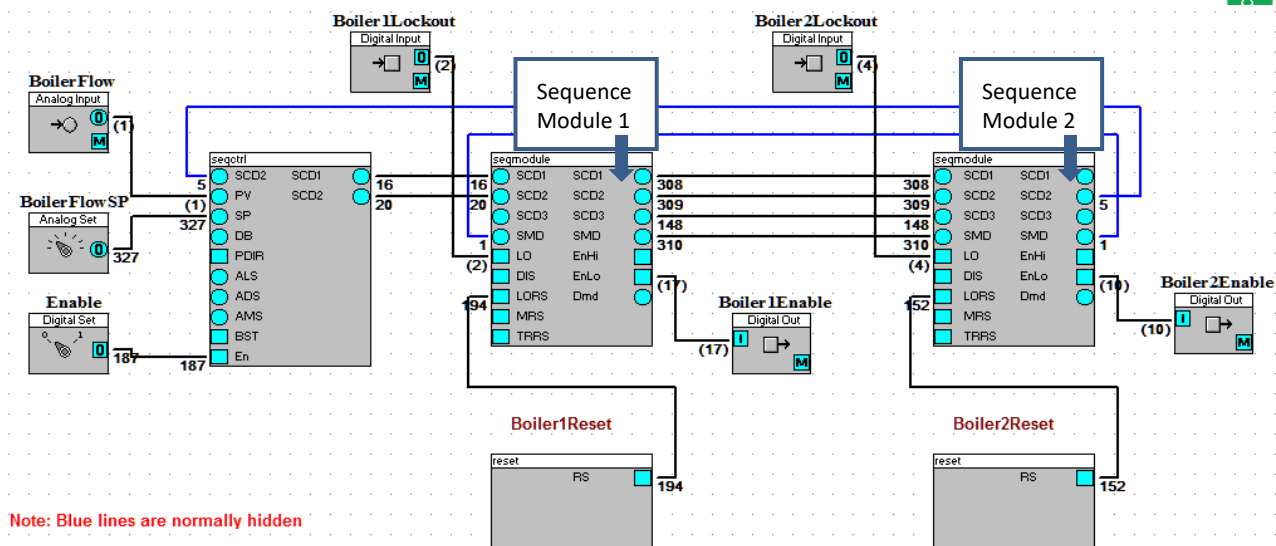 Boiler1Lockout
Digital Input
0
(2)
M
Boiler2Lockout
Digital Input
0
(4)
M
BoilerFlow
Analog Input
0
(1)
M
BoilerFlowSP
Analog Set
0
327
Enable
Digital Set
0 1
0
187
seqctrl
5 SCD2 SCD1 16
(1) PV SCD2 20
327 SP
DB
PDIR
ALS
ADS
AMS
BST
187 En
Sequence
Module 1
seqmodule
16 SCD1 SCD1 308
20 SCD2 SCD2 309
SCD3 SCD3 148
1 SMD SMD 310
(2) LO EnHi
DIS EnLo (17)
194 LORS Dmd
MRS
TRRS
Boiler1Enable
Digital Out
(17) I
M
Sequence
Module 2
seqmodule
308 SCD1 SCD1
309 SCD2 SCD2 5
148 SCD3 SCD3
310 SMD SMD 1
(4) LO EnHi
DIS EnLo (10)
152 LORS Dmd
MRS
TRRS
Boiler2Enable
Digital Out
(10) I
M
Boiler1Reset
reset
RS 194
Boiler2Reset
reset
RS 152
Note: Blue lines are normally hidden